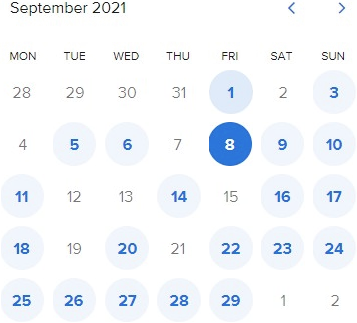 September 2021
MON TUE WED THU FRI SAT SUN
28 29 30 31 1 2 3
4 5 6 7 8 9 10
11 12 13 14 15 16 17
18 19 20 21 22 23 24
25 26 27 28 29 1 2